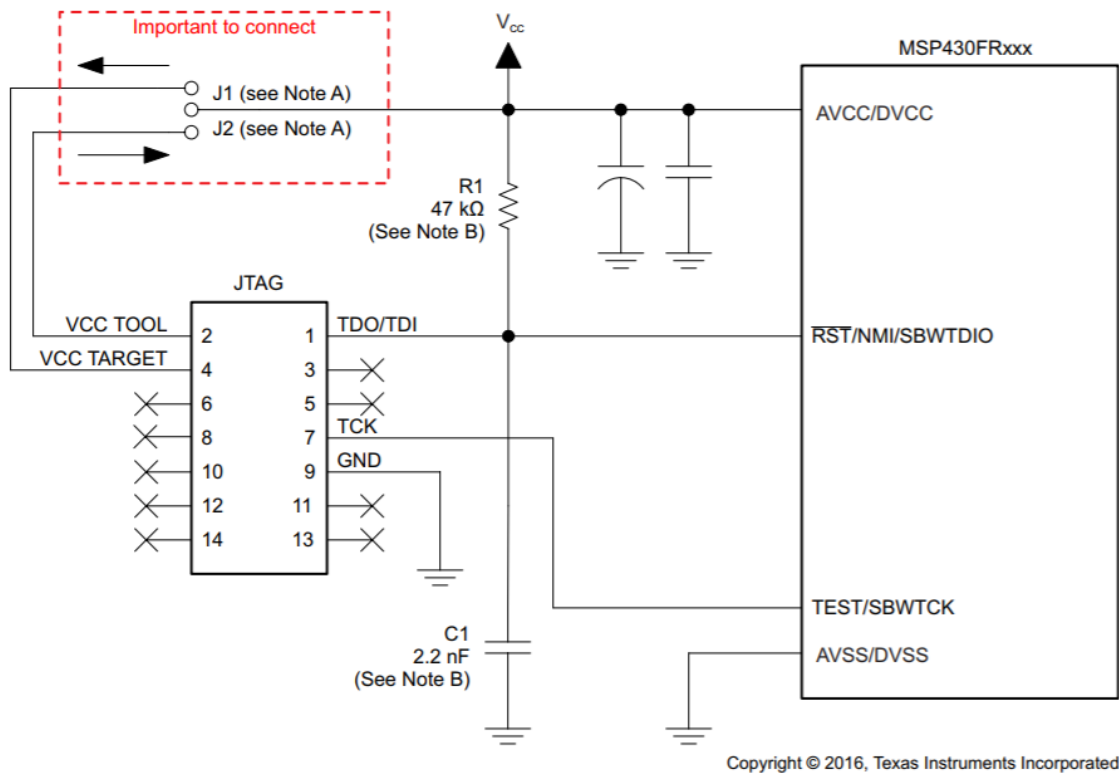 Important to connect
J1 (see Note A)
J2 (see Note A)
Vcc
MSP430FRxxx
AVCC/DVCC
R1
47 kΩ
(See Note B)
JTAG
VCC TOOL
2
1
TDO/TDI
RST/NMI/SBWTDIO
VCC TARGET
4
3
6
5
8
7
TCK
10
9
GND
12
11
14
13
TEST/SBWTCK
C1
2.2 nF
(See Note B)
AVSS/DVSS
Copyright © 2016, Texas Instruments Incorporated